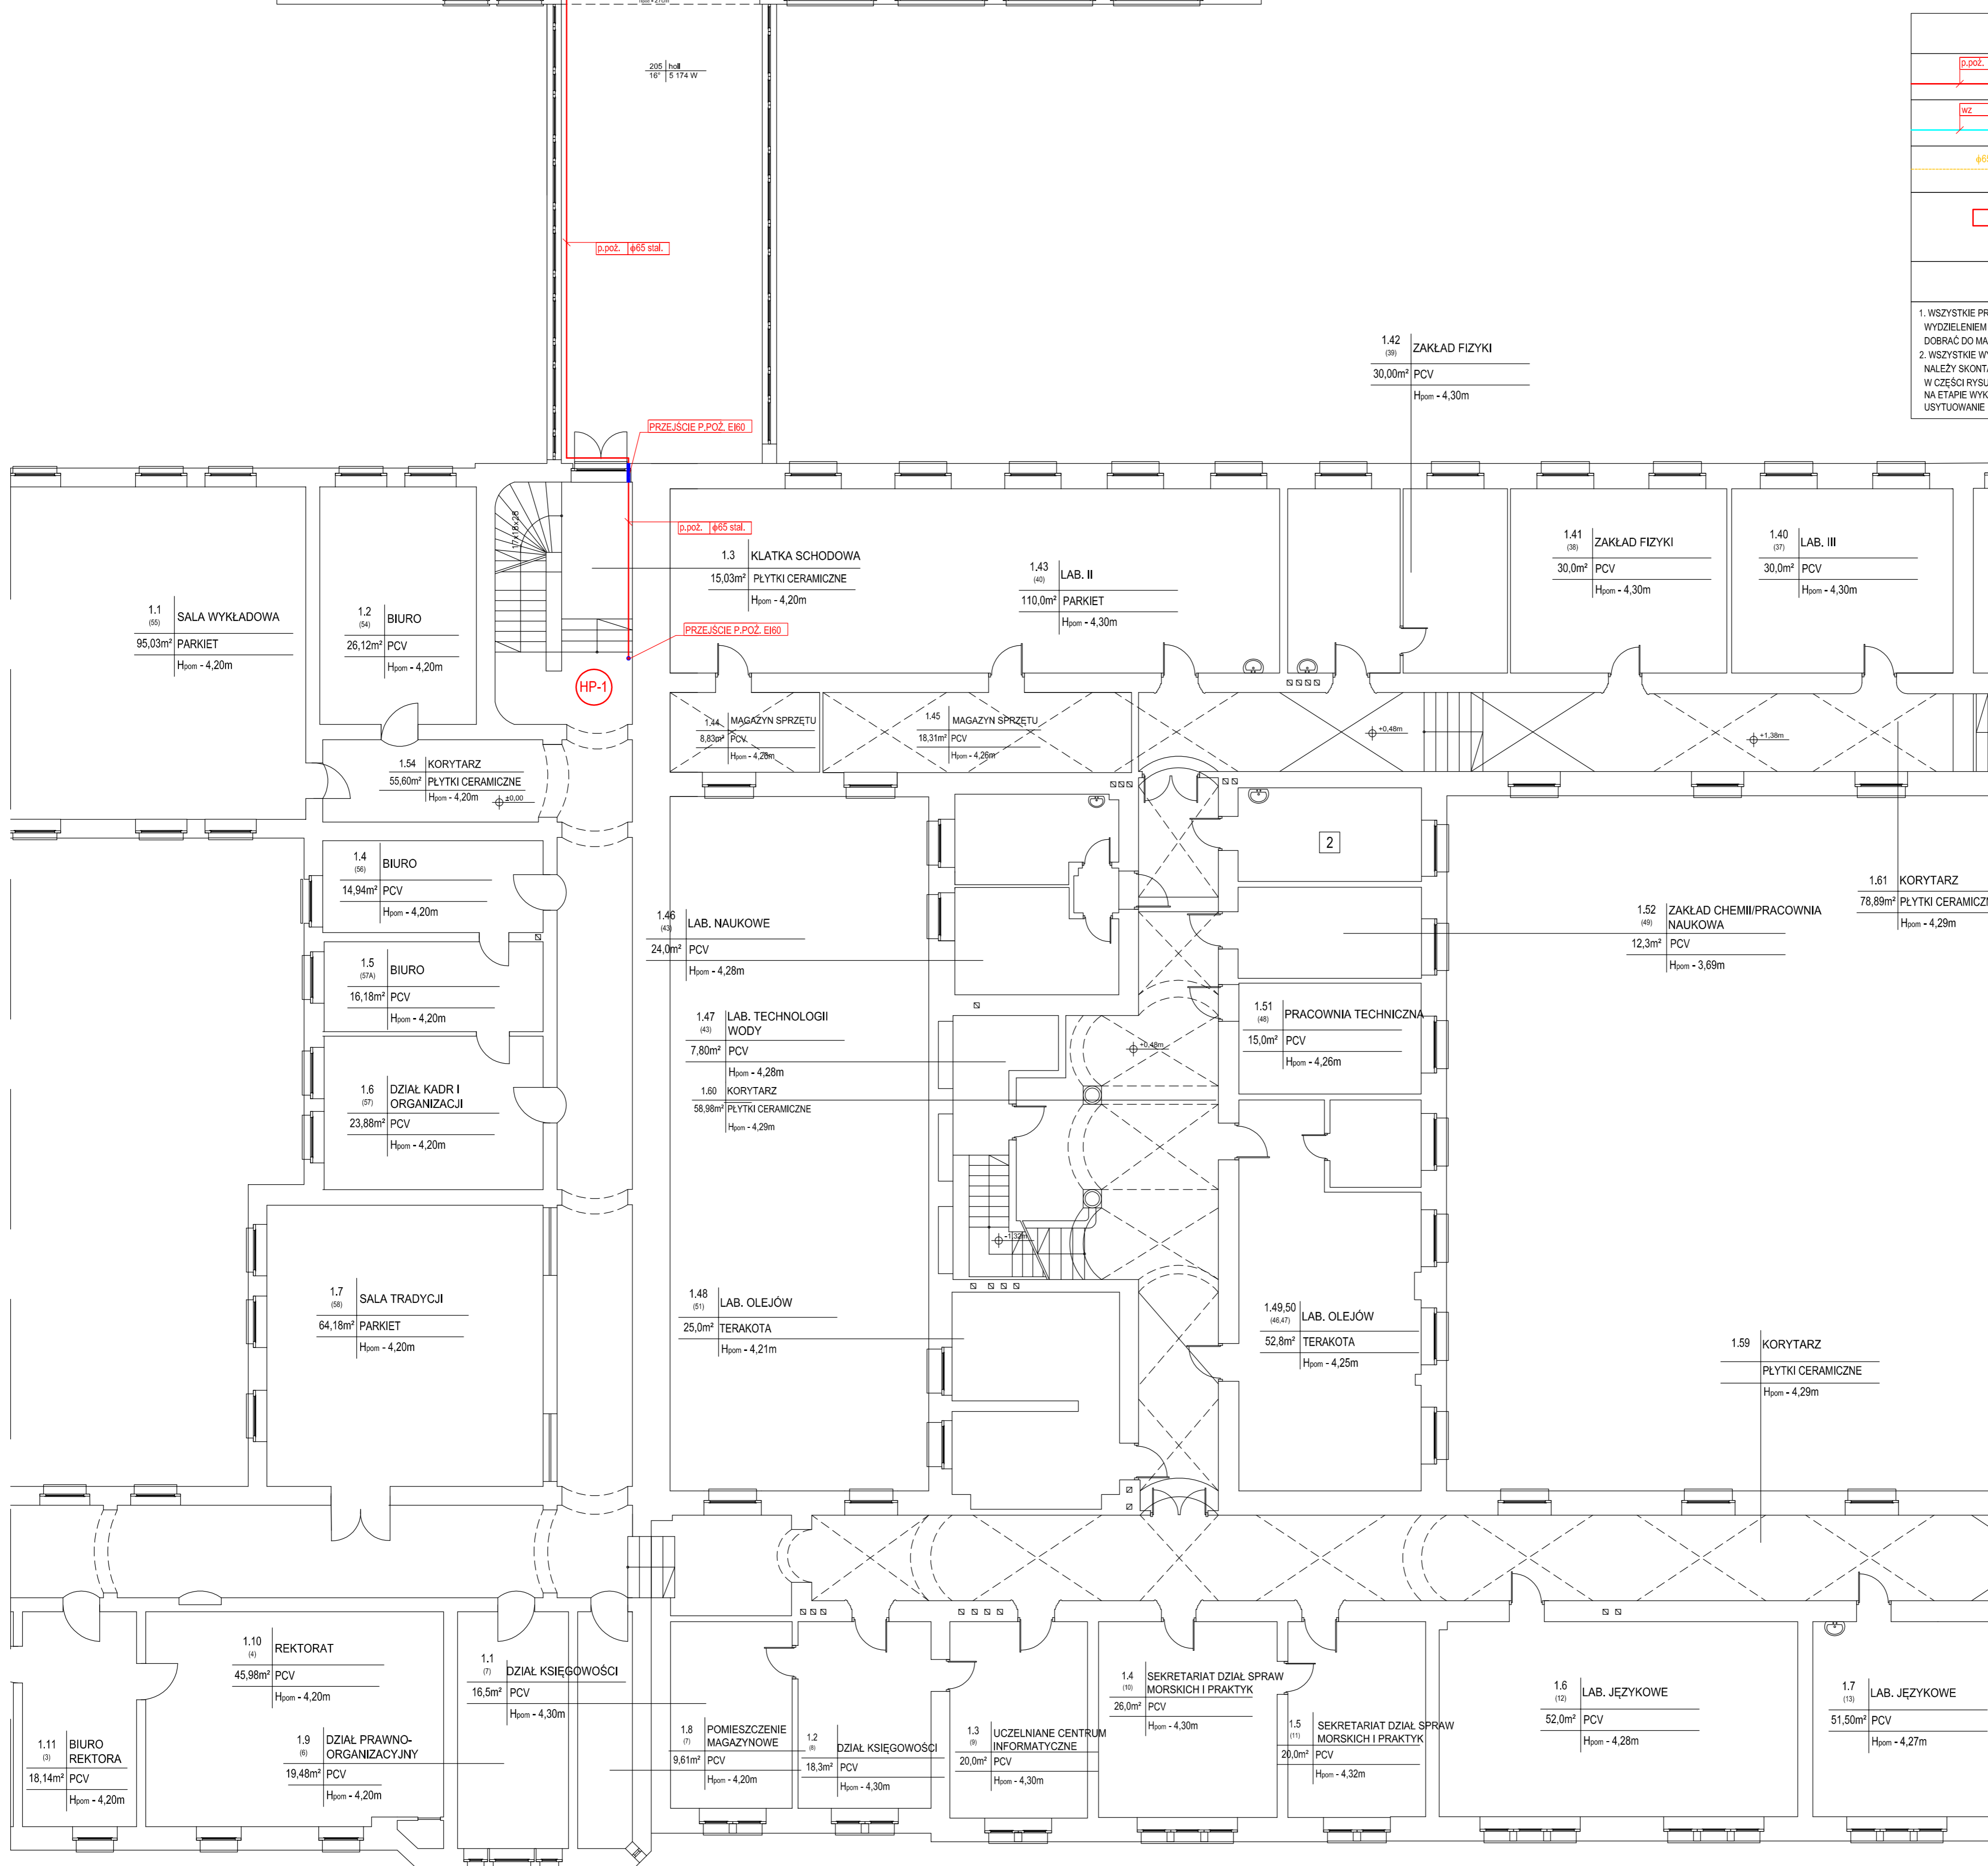 205 holl
16° 5 174 W
p.poż.
wz
1. WSZYSTKIE
WYDZIELENIEM
DOBRAĆ DO
2. WSZYSTKIE
NALEŻY
W CZĘŚCI
NA ETAPIE
USYTUOWANIE
p.poż. ϕ65 stal.
1.42 ZAKŁAD FIZYKI
(39)
30,00m² PCV
Hpom - 4,30m
PRZEJŚCIE P.POŻ. EI60
17x18x28
p.poż. ϕ65 stal.
1.3 KLATKA SCHODOWA
15,03m² PŁYTKI CERAMICZNE
Hpom - 4,20m
1.43 LAB. II
(40)
110,0m² PARKIET
Hpom - 4,30m
1.41 ZAKŁAD FIZYKI
(38)
30,0m² PCV
Hpom - 4,30m
1.40 LAB. III
(37)
30,0m² PCV
Hpom - 4,30m
1.1 SALA WYKŁADOWA
(55)
95,03m² PARKIET
Hpom - 4,20m
1.2 BIURO
(54)
26,12m² PCV
Hpom - 4,20m
PRZEJŚCIE P.POŻ. EI60
HP-1
1.44 MAGAZYN SPRZĘTU
8,83m² PCV
Hpom - 4,26m
1.45 MAGAZYN SPRZĘTU
18,31m² PCV
Hpom - 4,26m
+0,48m
+1,38m
1.54 KORYTARZ
55,60m² PŁYTKI CERAMICZNE
Hpom - 4,20m
±0,00
2
1.4 BIURO
(56)
14,94m² PCV
Hpom - 4,20m
1.46 LAB. NAUKOWE
(43)
24,0m² PCV
Hpom - 4,28m
1.52 ZAKŁAD CHEMII/PRACOWNIA
(49) NAUKOWA
12,3m² PCV
Hpom - 3,69m
1.61 KORYTARZ
78,89m² PŁYTKI
Hpom - 4,29m
1.5 BIURO
(57A)
16,18m² PCV
Hpom - 4,20m
1.47 LAB. TECHNOLOGII
(43) WODY
7,80m² PCV
Hpom - 4,28m
1.51 PRACOWNIA TECHNICZNA
(48)
15,0m² PCV
Hpom - 4,26m
+0,48m
1.60 KORYTARZ
58,98m² PŁYTKI CERAMICZNE
Hpom - 4,29m
1.6 DZIAŁ KADR I
(57) ORGANIZACJI
23,88m² PCV
Hpom - 4,20m
-1,32m
1.7 SALA TRADYCJI
(58)
64,18m² PARKIET
Hpom - 4,20m
1.48 LAB. OLEJÓW
(51)
25,0m² TERAKOTA
Hpom - 4,21m
1.49,50 LAB. OLEJÓW
(46,47)
52,8m² TERAKOTA
Hpom - 4,25m
1.59 KORYTARZ
PŁYTKI CERAMICZNE
Hpom - 4,29m
1.10 REKTORAT
(4)
45,98m² PCV
Hpom - 4,20m
1.1 DZIAŁ KSIĘGOWOŚCI
(7)
16,5m² PCV
Hpom - 4,30m
1.4 SEKRETARIAT DZIAŁ SPRAW
(10) MORSKICH I PRAKTYK
26,0m² PCV
Hpom - 4,30m
1.6 LAB. JĘZYKOWE
(12)
52,0m² PCV
Hpom - 4,28m
1.7 LAB. JĘZYKOWE
(13)
51,50m² PCV
Hpom - 4,27m
1.11 BIURO
(3) REKTORA
18,14m² PCV
Hpom - 4,20m
1.9 DZIAŁ PRAWNO-
(6) ORGANIZACYJNY
19,48m² PCV
Hpom - 4,20m
1.8 POMIESZCZENIE
(7) MAGAZYNOWE
9,61m² PCV
Hpom - 4,20m
1.2 DZIAŁ KSIĘGOWOŚCI
(8)
18,3m² PCV
Hpom - 4,30m
1.3 UCZELNIANE CENTRUM
(9) INFORMATYCZNE
20,0m² PCV
Hpom - 4,30m
1.5 SEKRETARIAT DZIAŁ SPRAW
(11) MORSKICH I PRAKTYK
20,0m² PCV
Hpom - 4,32m